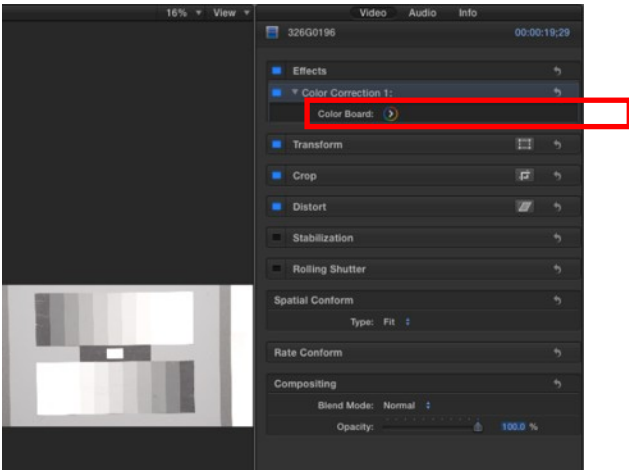 16% View Video Audio Info
326G0196 00:00:19;29
Effects
Color Correction 1:
Color Board:
Transform
Crop
Distort
Stabilization
Rolling Shutter
Spatial Conform
Type: Fit
Rate Conform
Compositing
Blend Mode: Normal
Opacity: 100.0 %